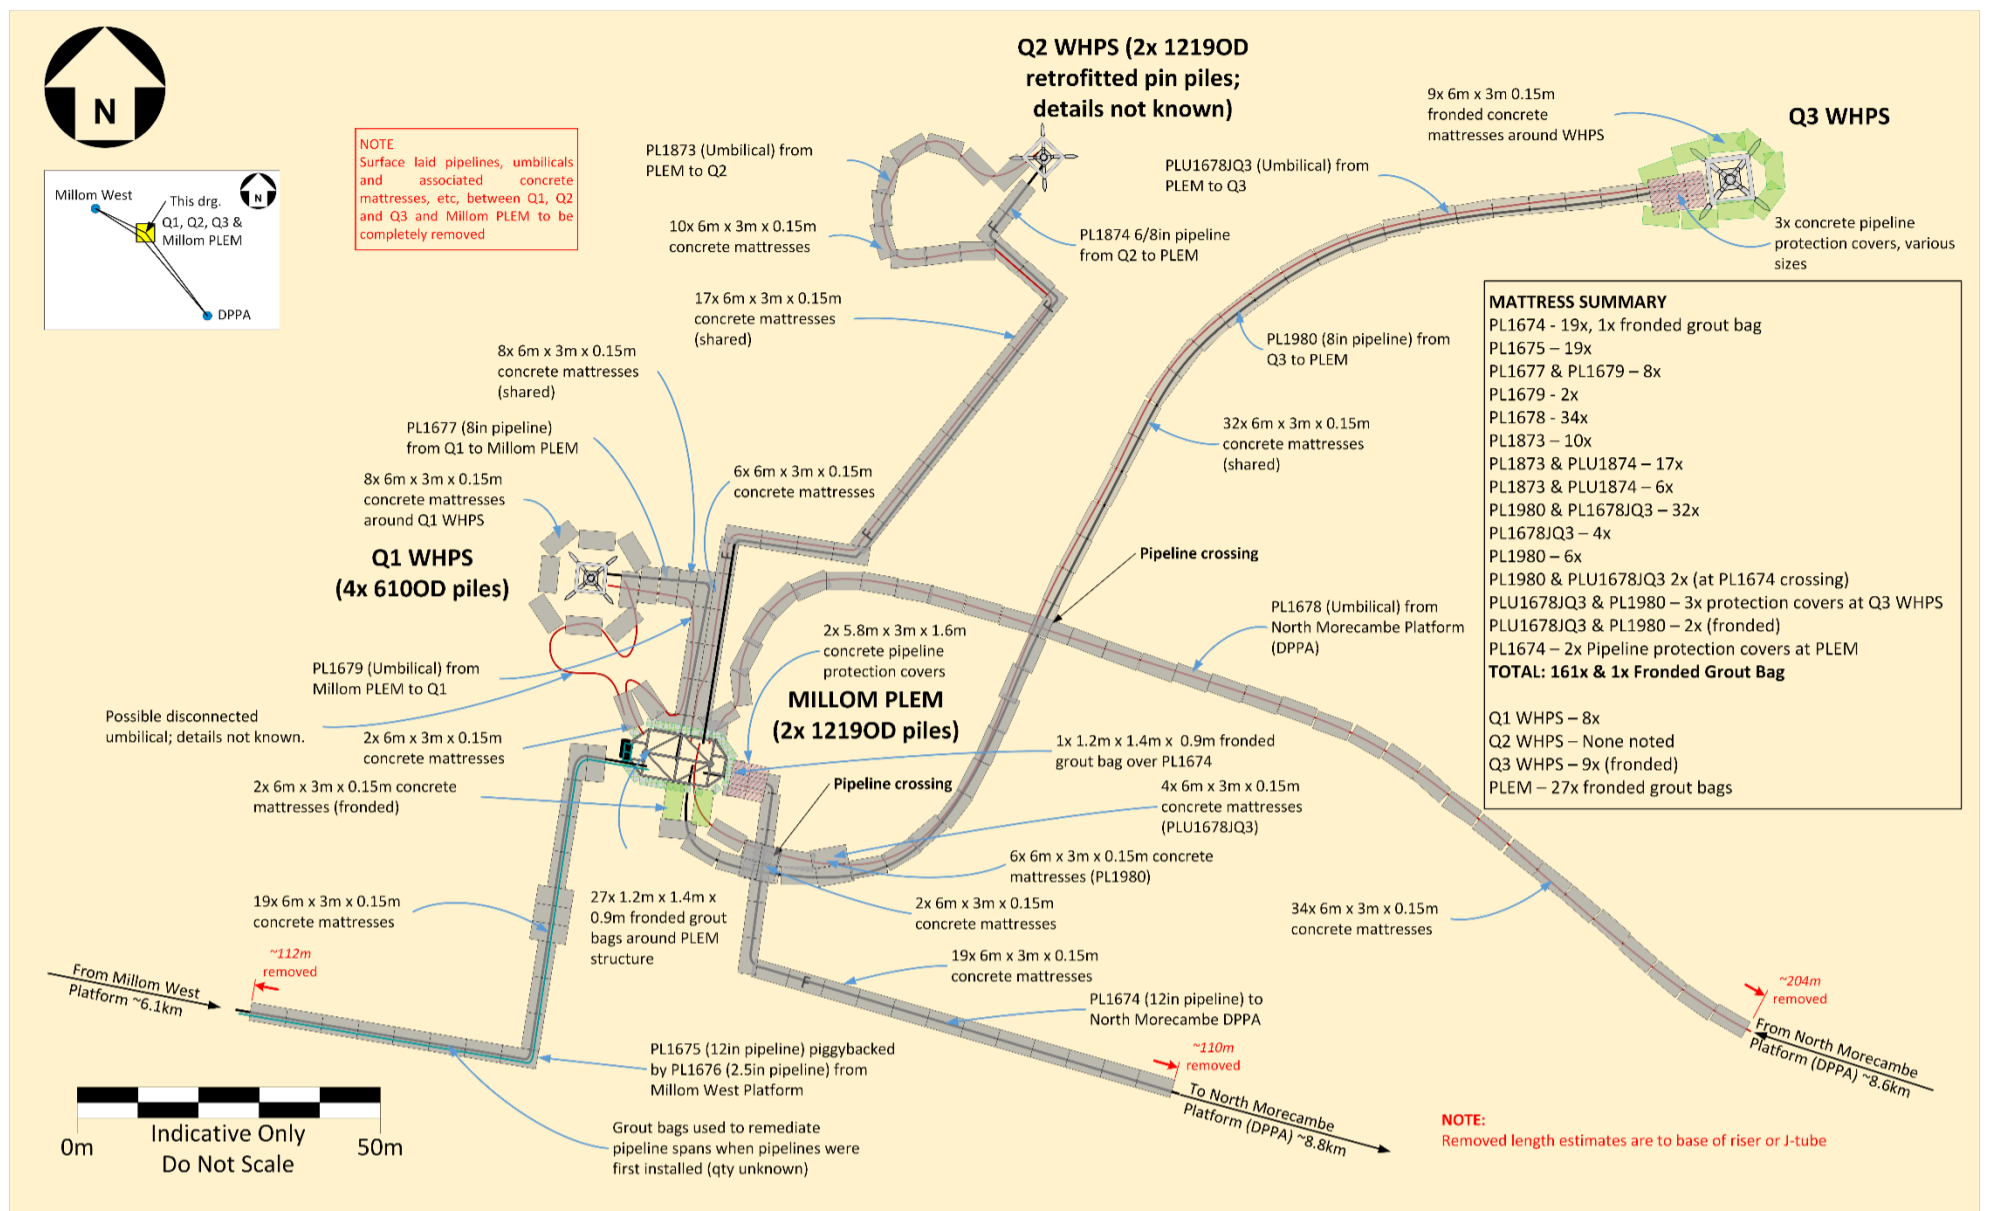 N
Millom West
This drg.
Q1, Q2, Q3 &
Millom PLEM
N
DPPA
NOTE
Surface laid pipelines, umbilicals
and associated concrete
mattresses, etc, between Q1, Q2
and Q3 and Millom PLEM to be
completely removed
Q2 WHPS (2x 1219OD
retrofitted pin piles;
details not known)
PL1873 (Umbilical) from
PLEM to Q2
10x 6m x 3m x 0.15m
concrete mattresses
17x 6m x 3m x 0.15m
concrete mattresses
(shared)
8x 6m x 3m x 0.15m
concrete mattresses
(shared)
PL1677 (8in pipeline)
from Q1 to Millom PLEM
8x 6m x 3m x 0.15m
concrete mattresses
around Q1 WHPS
6x 6m x 3m x 0.15m
concrete mattresses
Q1 WHPS
(4x 610OD piles)
PLU1678JQ3 (Umbilical) from
PLEM to Q3
PL1874 6/8in pipeline
from Q2 to PLEM
9x 6m x 3m 0.15m
fronded concrete
mattresses around WHPS
Q3 WHPS
3x concrete pipeline
protection covers, various
sizes
PL1980 (8in pipeline) from
Q3 to PLEM
32x 6m x 3m x 0.15m
concrete mattresses
(shared)
F
F
F
F
F
MATTRESS SUMMARY
PL1674 - 19x, 1x fronded grout bag
PL1675 – 19x
PL1677 & PL1679 – 8x
PL1679 - 2x
PL1678 - 34x
PL1873 – 10x
PL1873 & PLU1874 – 17x
PL1873 & PLU1874 – 6x
PL1980 & PL1678JQ3 – 32x
PL1678JQ3 – 4x
PL1980 – 6x
PL1980 & PLU1678JQ3 2x (at PL1674 crossing)
PLU1678JQ3 & PL1980 – 3x protection covers at Q3 WHPS
PLU1678JQ3 & PL1980 – 2x (fronded)
PL1674 – 2x Pipeline protection covers at PLEM
TOTAL: 161x & 1x Fronded Grout Bag
Q1 WHPS – 8x
Q2 WHPS – None noted
Q3 WHPS – 9x (fronded)
PLEM – 27x fronded grout bags
Pipeline crossing
PL1678 (Umbilical) from
North Morecambe Platform
(DPPA)
2x 5.8m x 3m x 1.6m
concrete pipeline
protection covers
PL1679 (Umbilical) from
Millom PLEM to Q1
MILLOM PLEM
(2x 1219OD piles)
Possible disconnected
umbilical; details not known.
2x 6m x 3m x 0.15m
concrete mattresses
2x 6m x 3m x 0.15m concrete
mattresses (fronded)
1x 1.2m x 1.4m x 0.9m fronded
grout bag over PL1674
Pipeline crossing
4x 6m x 3m x 0.15m
concrete mattresses
(PLU1678JQ3)
6x 6m x 3m x 0.15m concrete
mattresses (PL1980)
2x 6m x 3m x 0.15m
concrete mattresses
19x 6m x 3m x 0.15m
concrete mattresses
27x 1.2m x 1.4m x
0.9m fronded grout
bags around PLEM
structure
34x 6m x 3m x 0.15m
concrete mattresses
19x 6m x 3m x 0.15m
concrete mattresses
~112m
removed
From Millom West
Platform ~6.1km
PL1674 (12in pipeline) to
North Morecambe DPPA
~204m
removed
From North Morecambe
Platform (DPPA) ~8.6km
PL1675 (12in pipeline) piggybacked
by PL1676 (2.5in pipeline) from
Millom West Platform
~110m
removed
To North Morecambe
Platform (DPPA) ~8.8km
Grout bags used to remediate
pipeline spans when pipelines were
first installed (qty unknown)
0m
Indicative Only
Do Not Scale
50m
NOTE:
Removed length estimates are to base of riser or J-tube